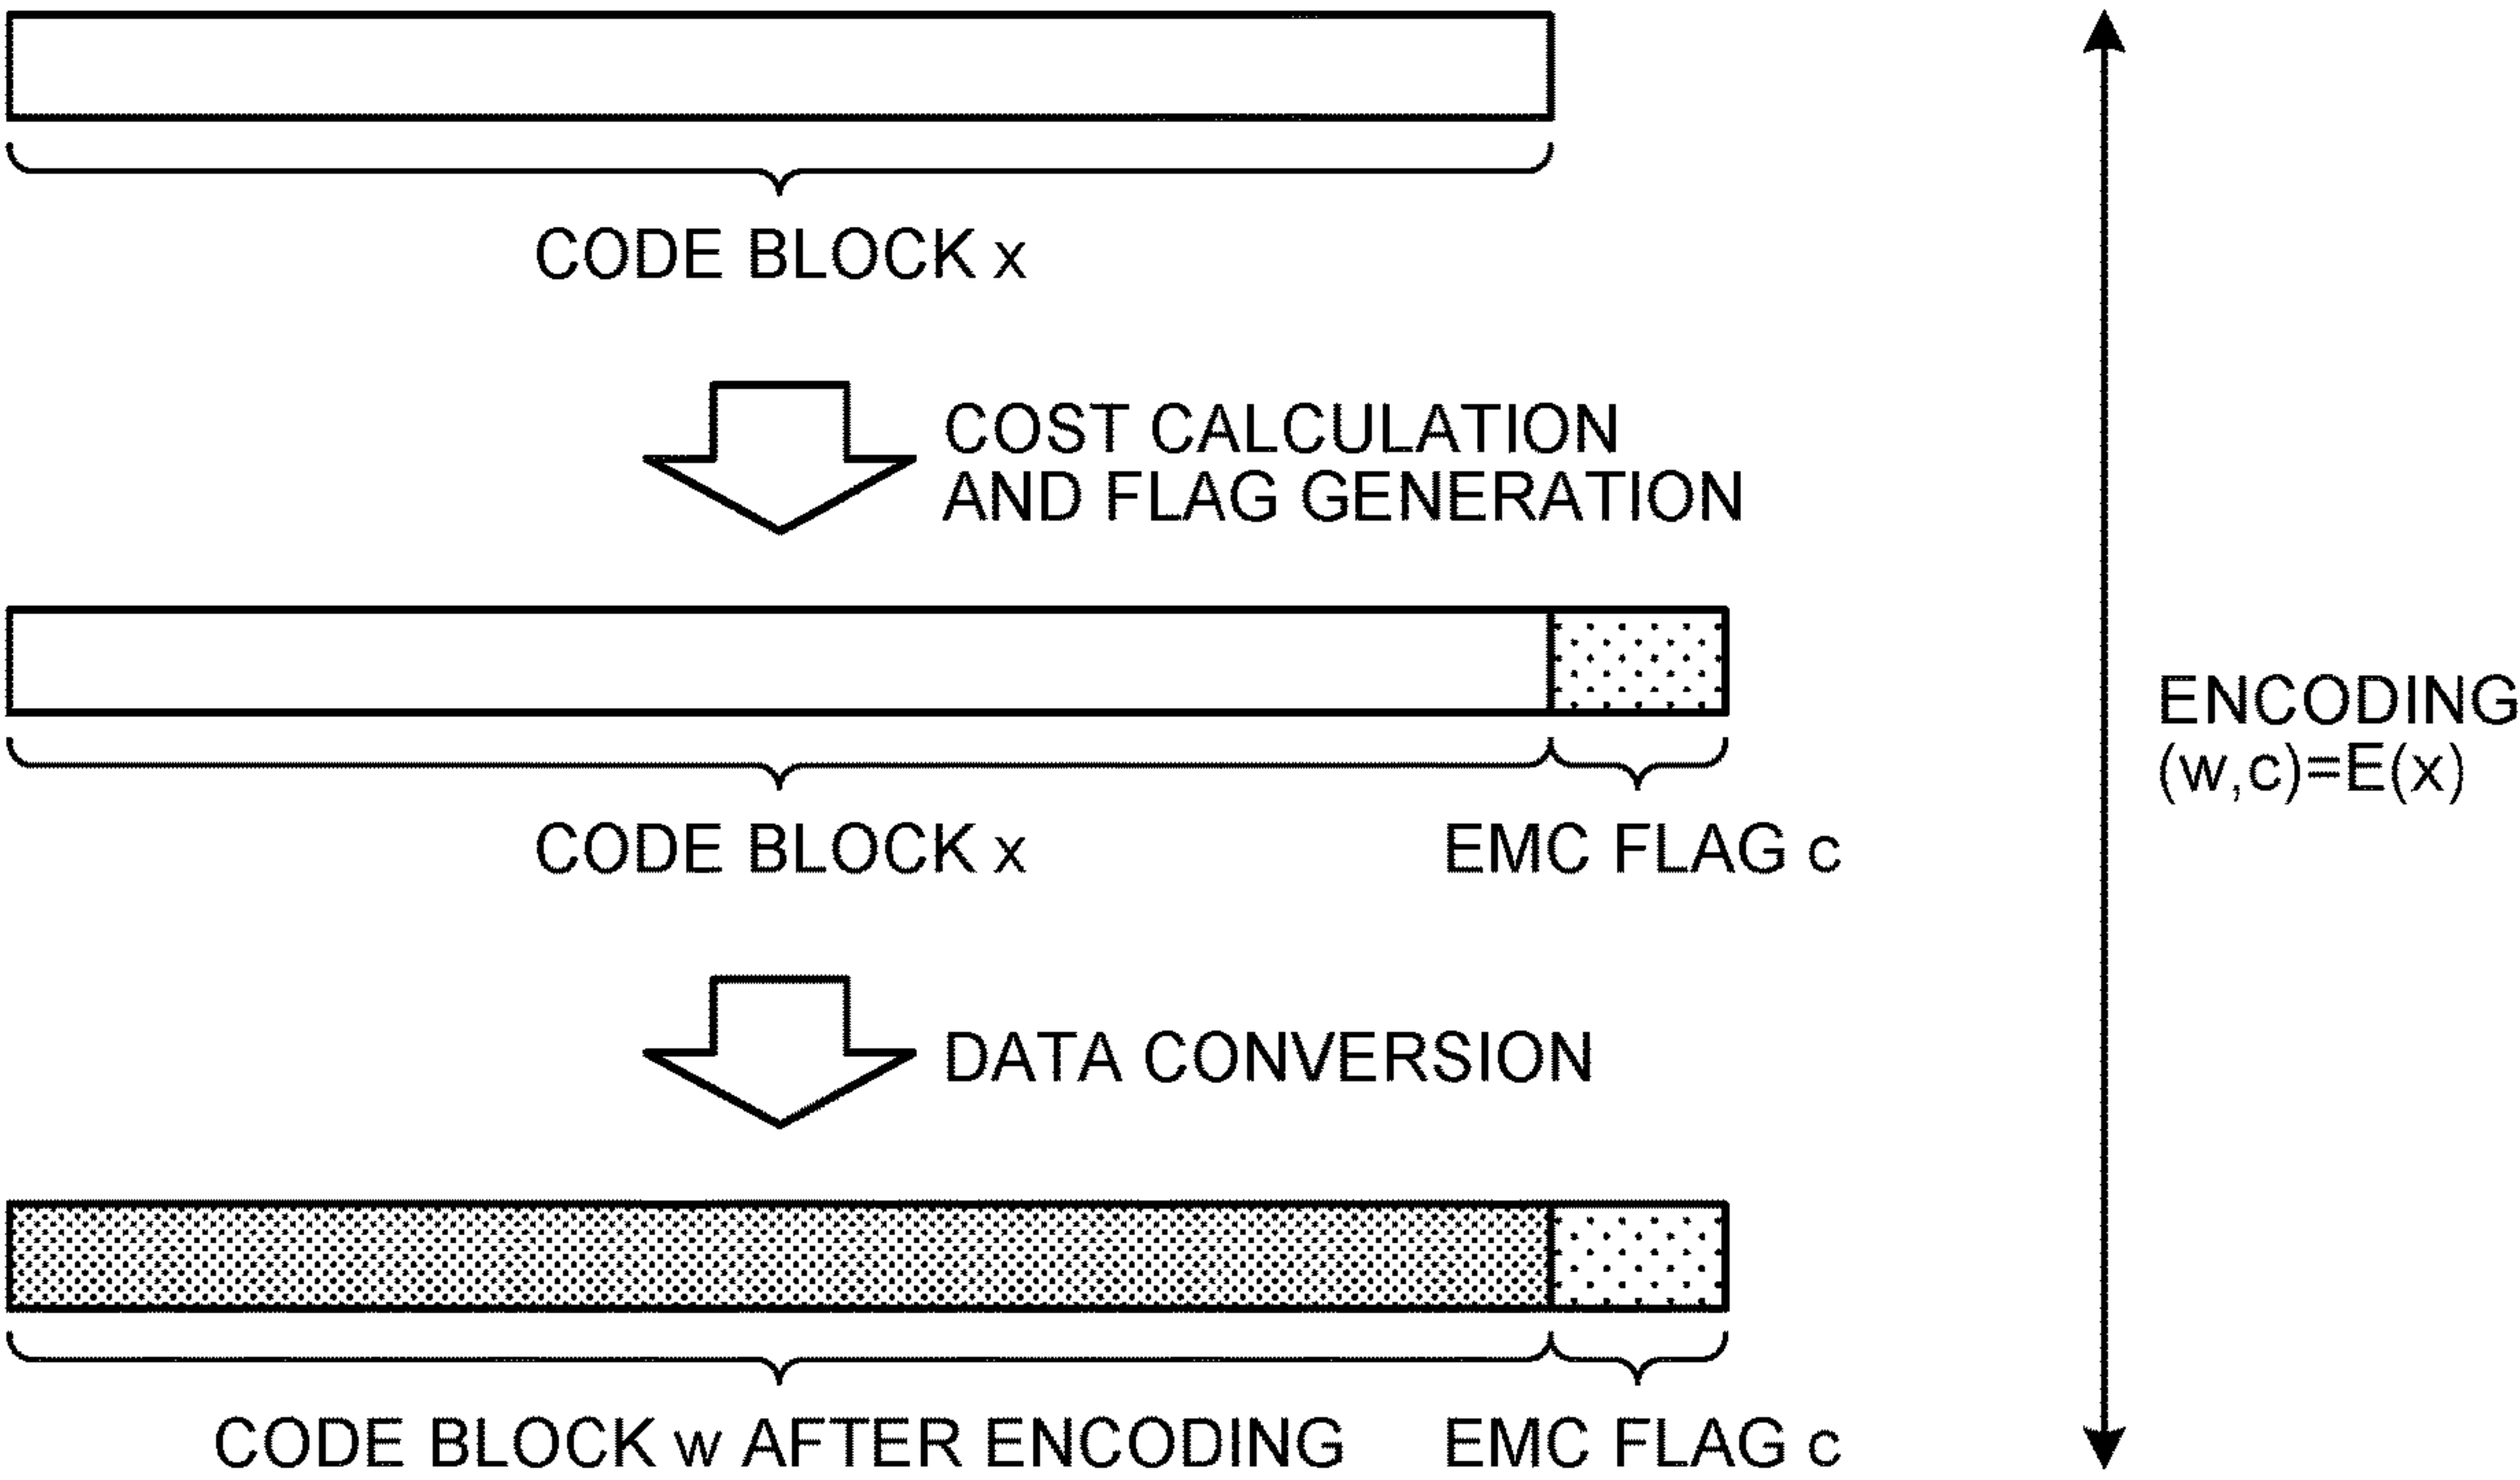 CODE BLOCK x
COST CALCULATION
AND FLAG GENERATION
CODE BLOCK x
EMC FLAG c
ENCODING
(w,c)=E(x)
DATA CONVERSION
CODE BLOCK w AFTER ENCODING
EMC FLAG c